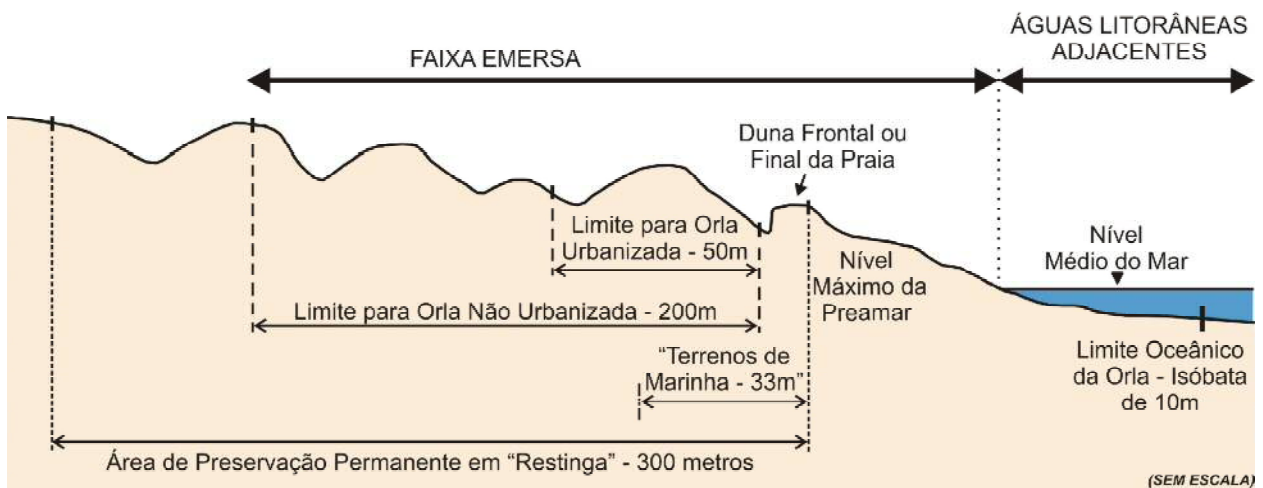 ÁGUAS LITORÂNEAS
ADJACENTES
FAIXA EMERSA
Duna Frontal ou
Final da Praia
Limite para Orla
Urbanizada - 50m
Nível
Máximo da
Preamar
Nível
Médio do Mar
Limite para Orla Não Urbanizada - 200m
“Terrenos de
Marinha - 33m”
Limite Oceânico
da Orla - Isóbata
de 10m
Área de Preservação Permanente em “Restinga” - 300 metros
(SEM ESCALA)